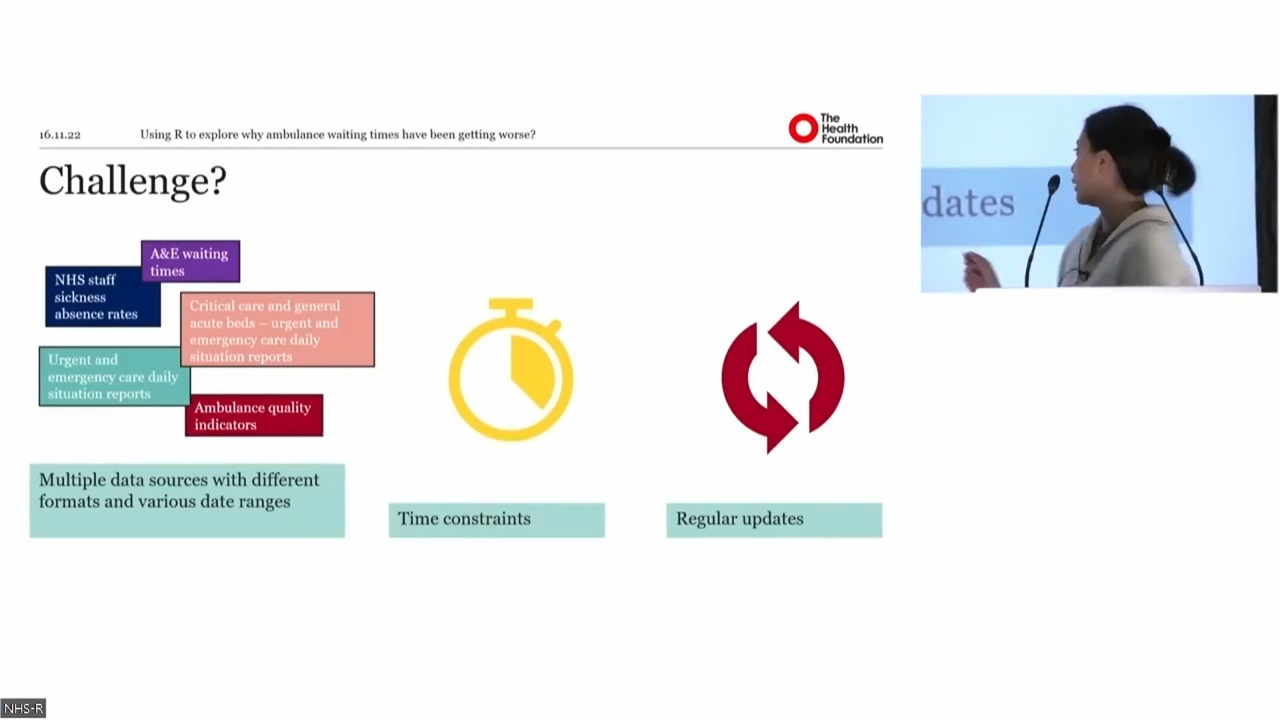 16.11.22
Using R to explore why ambulance waiting times have been getting worse?
The
Health
Foundation
Challenge?
A&E waiting
times
NHS staff
sickness
absence rates
Critical care and general
acute beds – urgent and
emergency care daily
situation reports
Urgent and
emergency care daily
situation reports
Ambulance quality
indicators
Multiple data sources with different
formats and various date ranges
Time constraints
Regular updates
dates
NHS-R